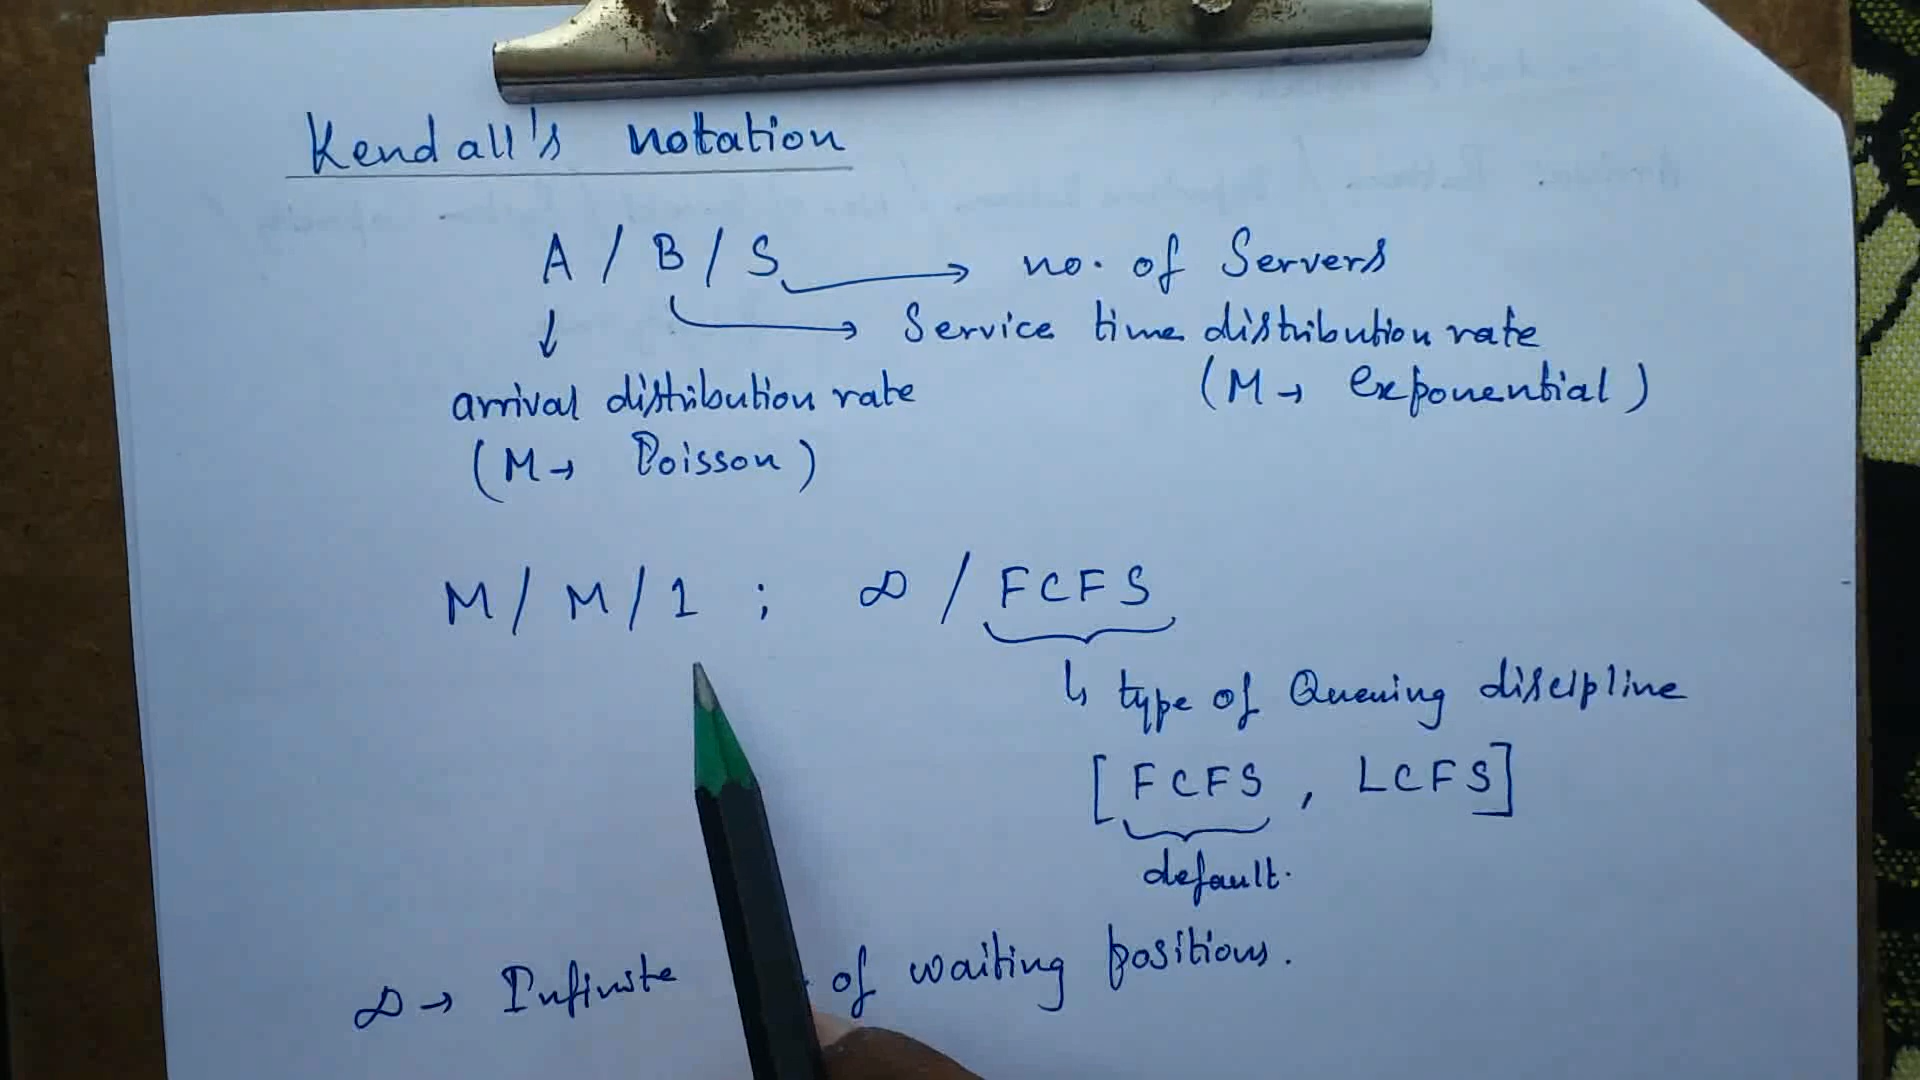 Kendall's notation
A / B / S → no. of Servers
↓ → Service time distribution rate
arrival distribution rate (M → exponential)
(M → Poisson)
M / M / 1 ; ∞ / FCFS
↳ type of Queuing discipline
[FCFS , LCFS]
default.
∞ → Infinite of waiting positions.